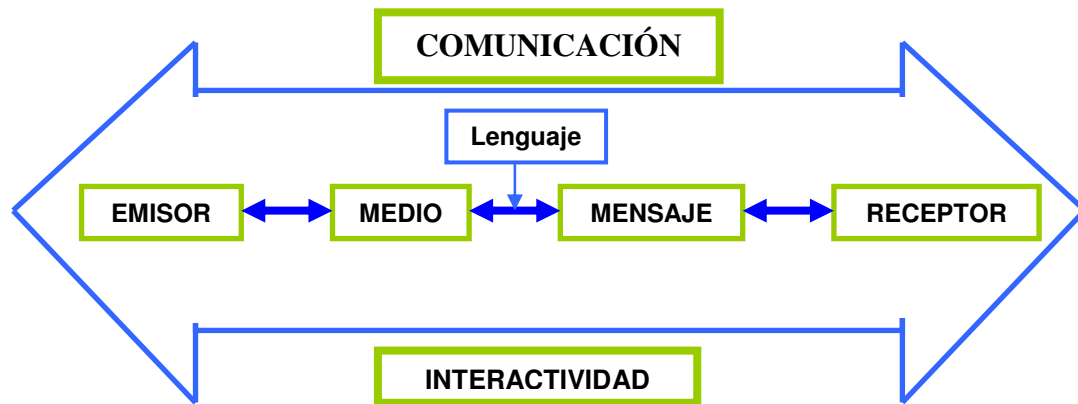 COMUNICACIÓN
Lenguaje
EMISOR MEDIO MENSAJE RECEPTOR
INTERACTIVIDAD